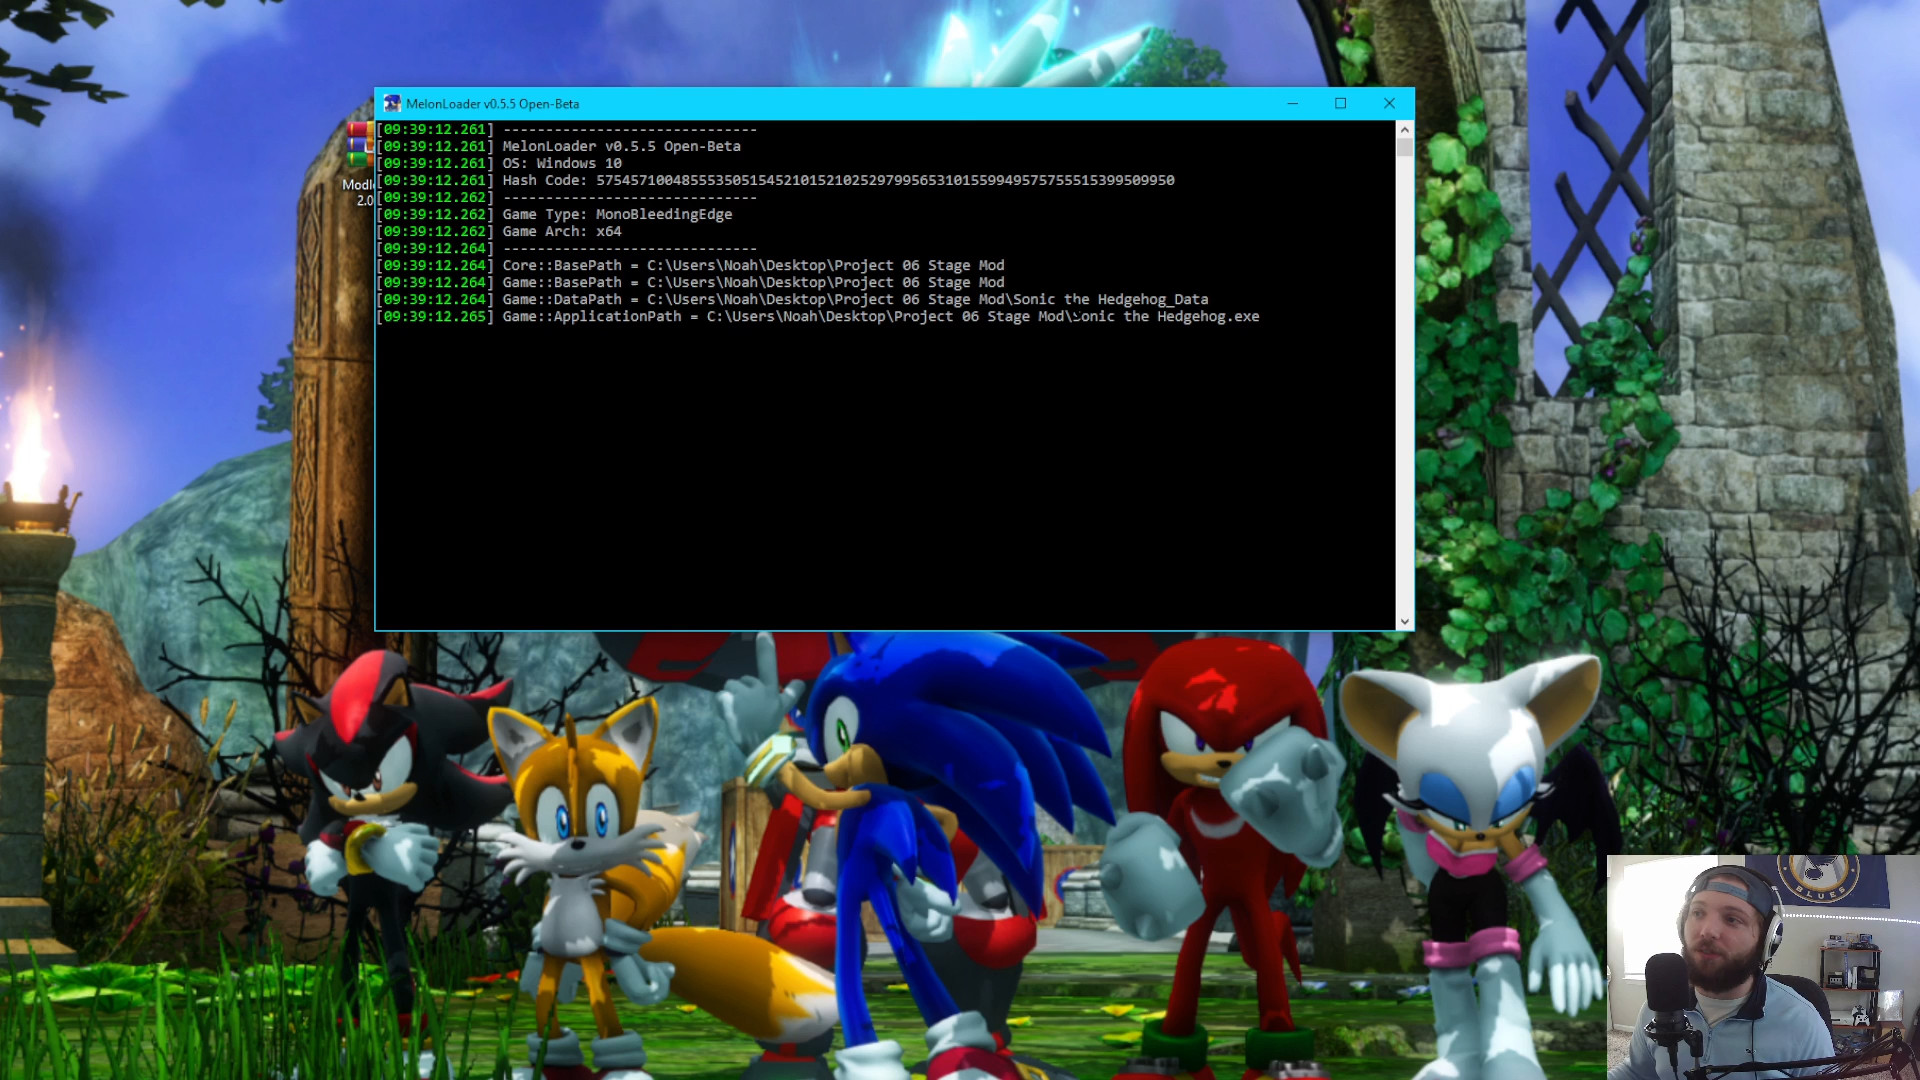 MelonLoader v0.5.5 Open-Beta
[09:39:12.261] ------------------------------
[09:39:12.261] MelonLoader v0.5.5 Open-Beta
[09:39:12.261] OS: Windows 10
[09:39:12.261] Hash Code: 57545710048555350515452101521025297995653101559949575755515399509950
[09:39:12.262] ------------------------------
[09:39:12.262] Game Type: MonoBleedingEdge
[09:39:12.262] Game Arch: x64
[09:39:12.264] ------------------------------
[09:39:12.264] Core::BasePath = C:\Users\Noah\Desktop\Project 06 Stage Mod
[09:39:12.264] Game::BasePath = C:\Users\Noah\Desktop\Project 06 Stage Mod
[09:39:12.264] Game::DataPath = C:\Users\Noah\Desktop\Project 06 Stage Mod\Sonic the Hedgehog_Data
[09:39:12.265] Game::ApplicationPath = C:\Users\Noah\Desktop\Project 06 Stage Mod\Sonic the Hedgehog.exe
2.0
BLUES